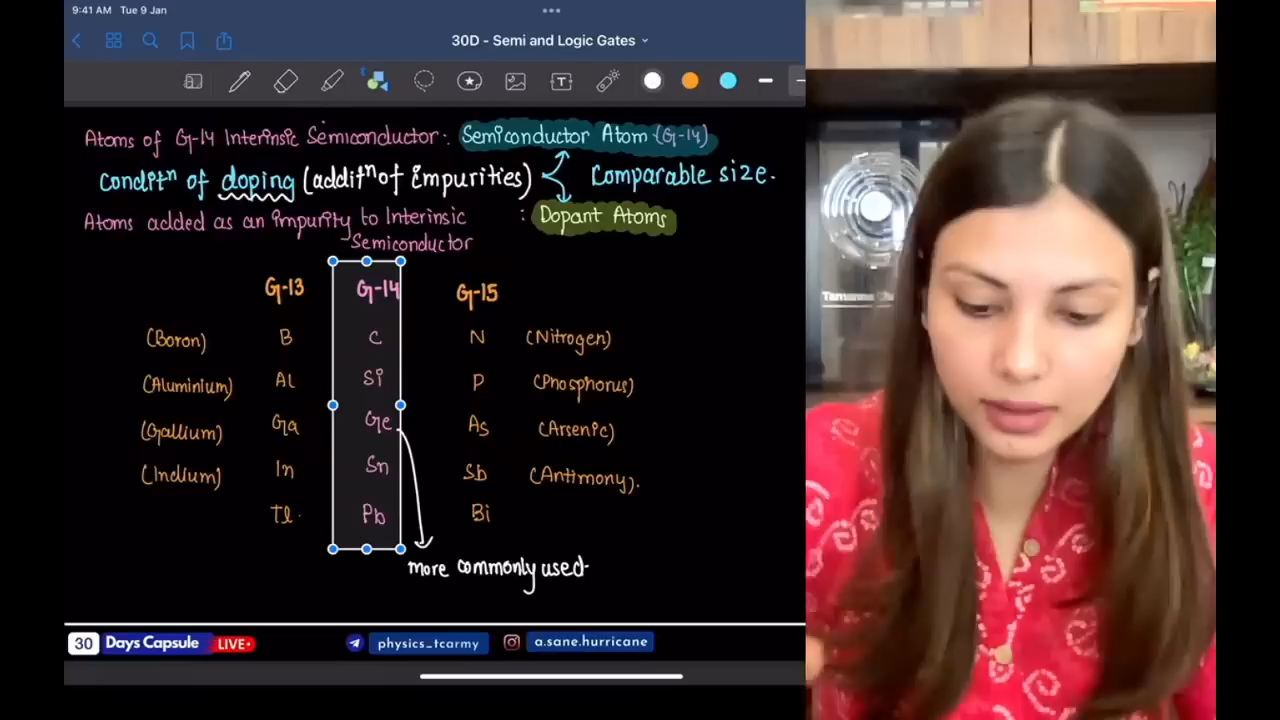 9:41 AM Tue 9 Jan
30D - Semi and Logic Gates
Atoms of G-14 Interinsic Semiconductor : Semiconductor Atom (G-14)
Conditⁿ of doping (additⁿ of impurities) Comparable size.
Atoms added as an impurity to Interinsic : Dopant Atoms
Semiconductor
G-13 G-14 G-15
(Boron) B C N (Nitrogen)
(Aluminium) AL Si P (Phosphorus)
(Gallium) Ga Ge As (Arsenic)
(Indium) In Sn Sb (Antimony).
Tl Pb Bi
more commonly used
30 Days Capsule LIVE
physics_tcarmy
a.sane.hurricane
Tamanna